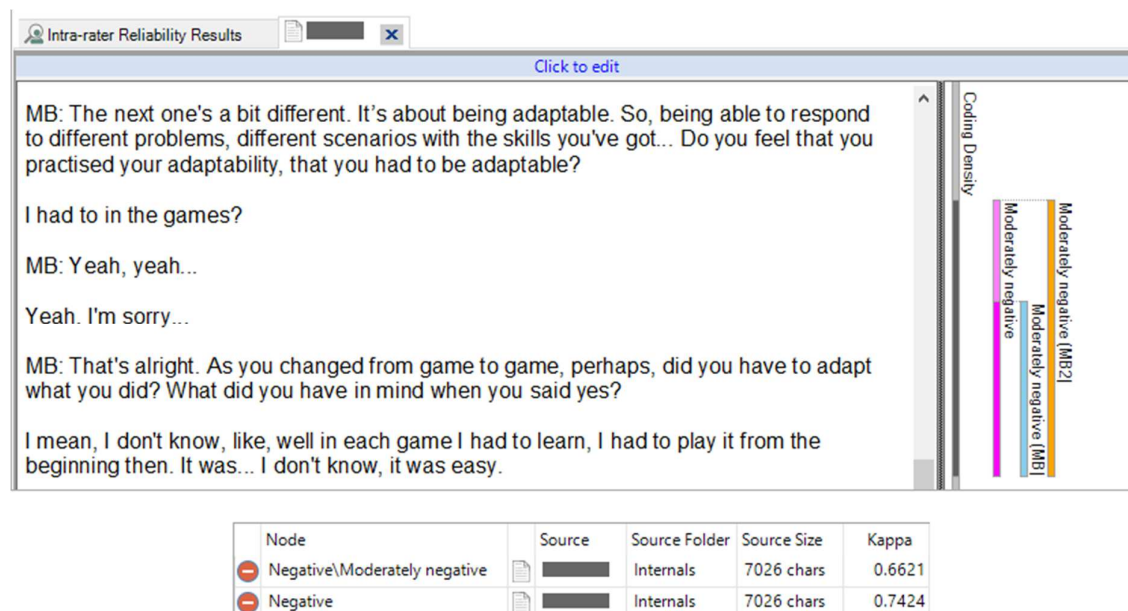 Intra-rater Reliability Results
Click to edit
MB: The next one's a bit different. It’s about being adaptable. So, being able to respond
to different problems, different scenarios with the skills you've got... Do you feel that you
practised your adaptability, that you had to be adaptable?
I had to in the games?
MB: Yeah, yeah...
Yeah. I'm sorry...
MB: That's alright. As you changed from game to game, perhaps, did you have to adapt
what you did? What did you have in mind when you said yes?
I mean, I don't know, like, well in each game I had to learn, I had to play it from the
beginning then. It was... I don't know, it was easy.
Coding Density
Moderately negative
Moderately negative (MB
Moderately negative (MB2)
Node Source Source Folder Source Size Kappa
Negative\Moderately negative Internals 7026 chars 0.6621
Negative Internals 7026 chars 0.7424